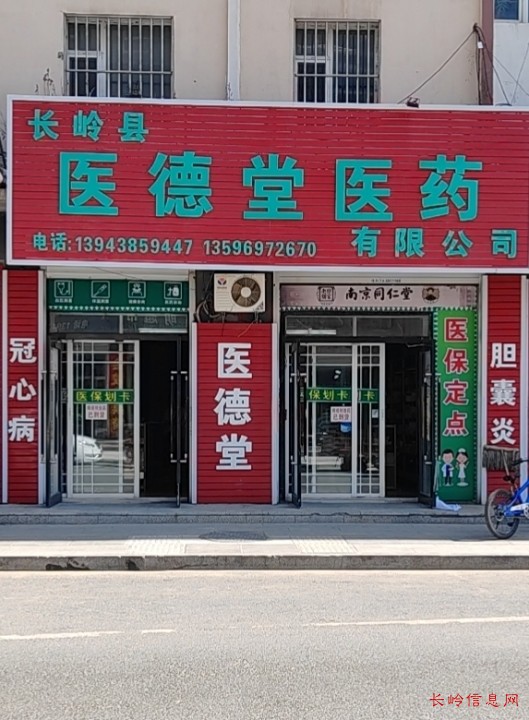 长岭县
医德堂医药
电话:13943859447 13596972670 有限公司
南京同仁堂
冠心病
医保划卡
医德堂
医保划卡
医保定点
胆囊炎
长岭信息网